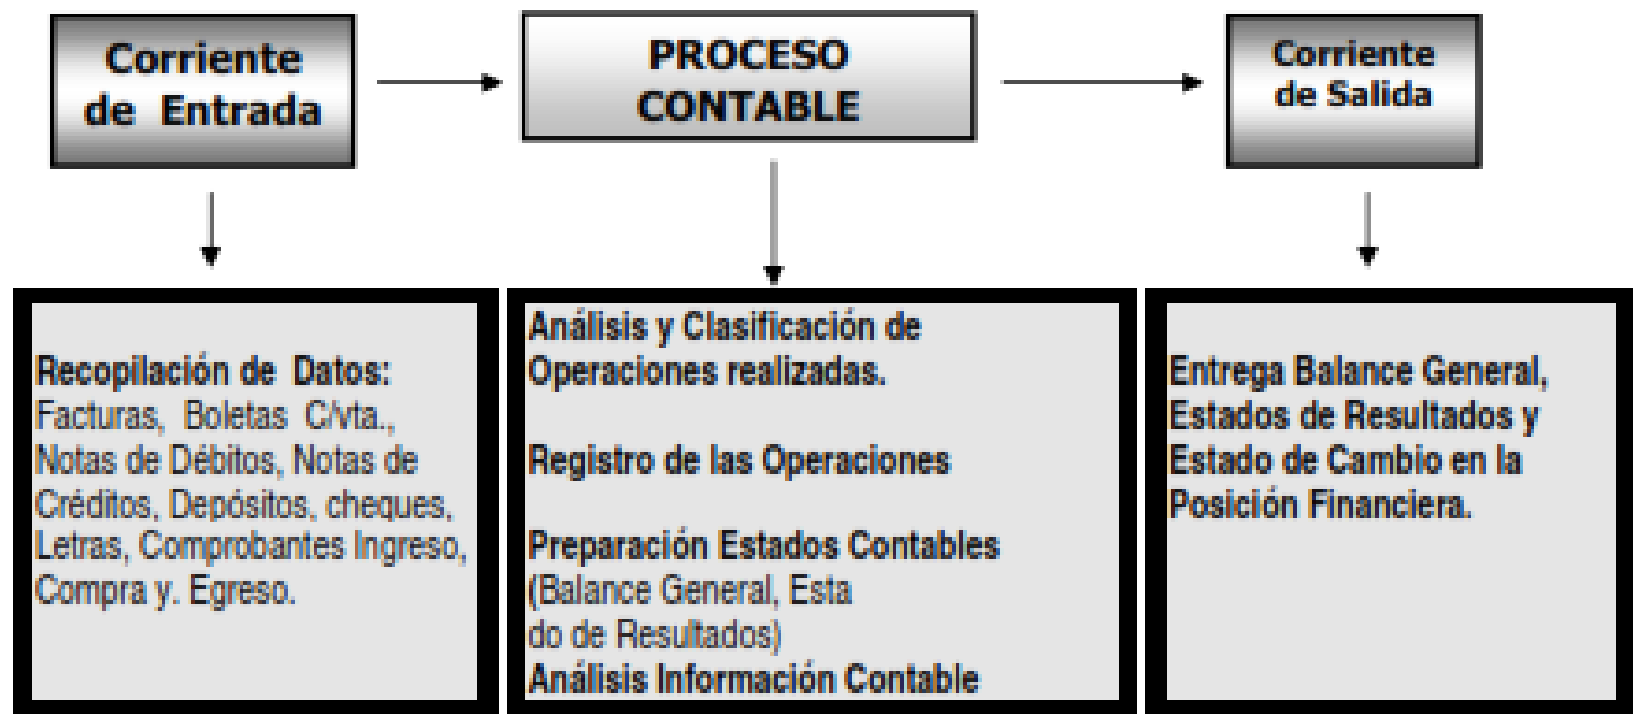 Corriente
de Entrada
PROCESO
CONTABLE
Corriente
de Salida
Recopilación de Datos:
Facturas, Boletas C/vta.,
Notas de Débitos, Notas de
Créditos, Depósitos, cheques,
Letras, Comprobantes Ingreso,
Compra y. Egreso.
Análisis y Clasificación de
Operaciones realizadas.
Registro de las Operaciones
Preparación Estados Contables
(Balance General, Esta
do de Resultados)
Análisis Información Contable
Entrega Balance General,
Estados de Resultados y
Estado de Cambio en la
Posición Financiera.